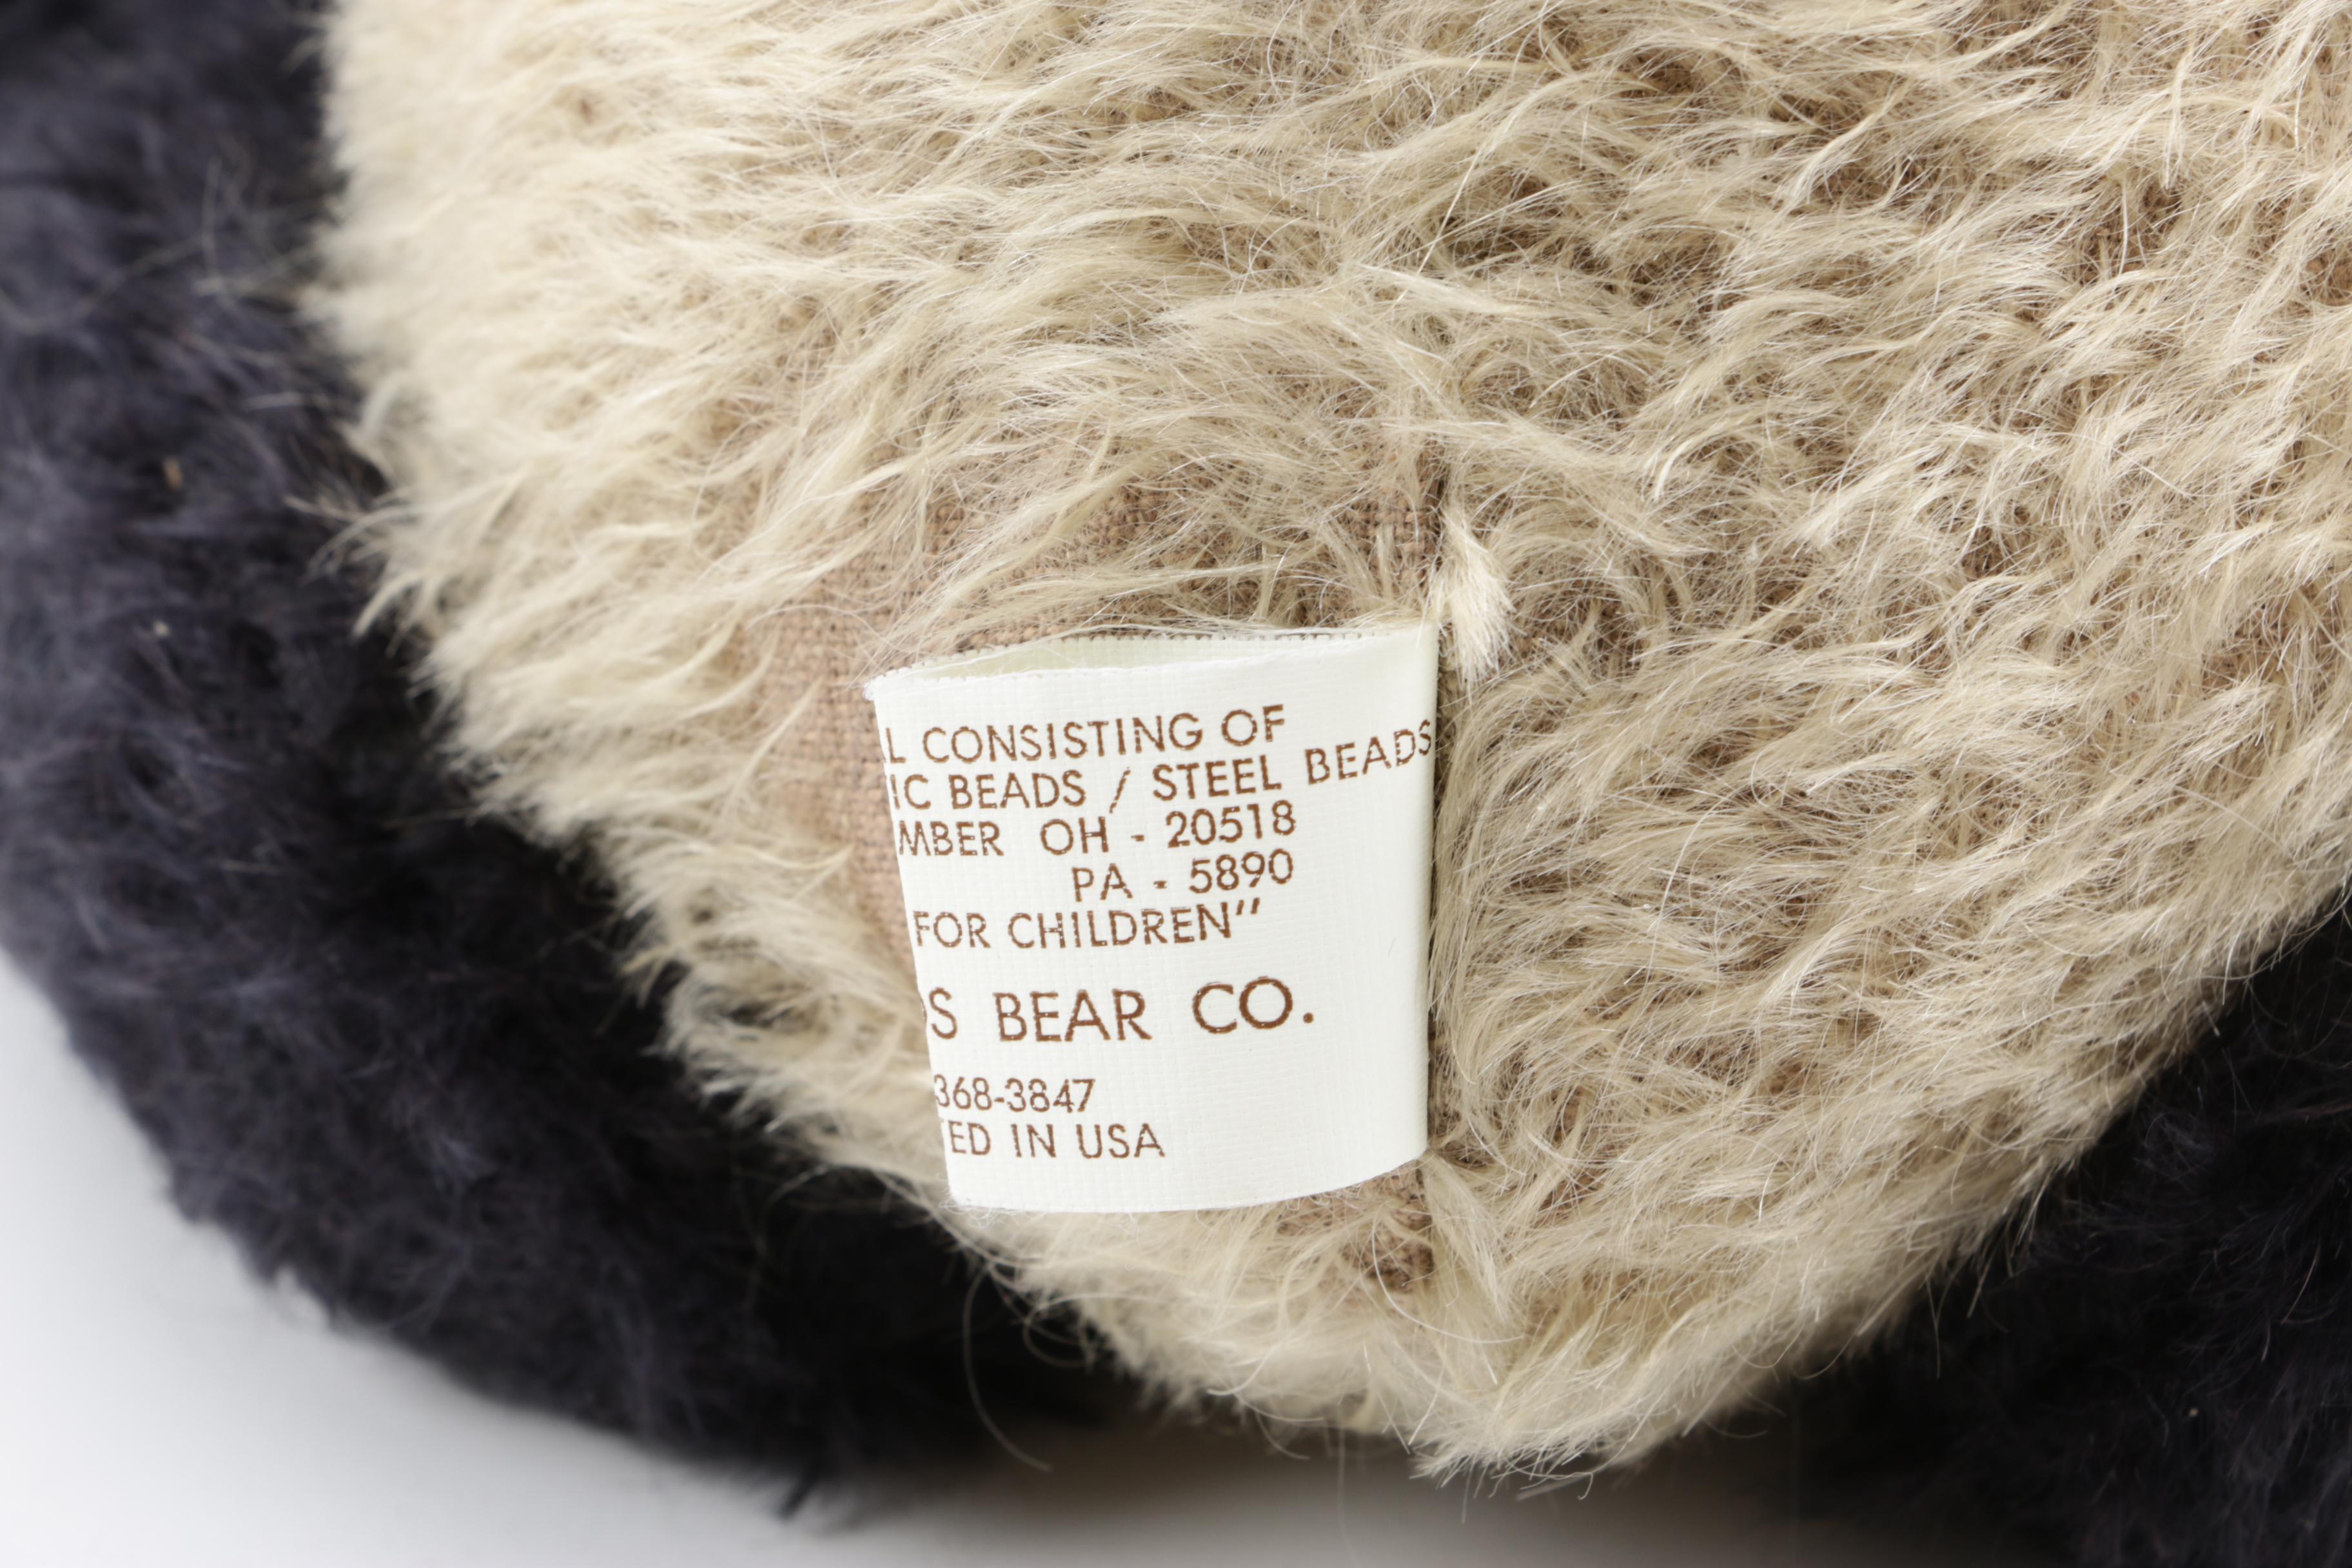 L CONSISTING OF
IC BEADS / STEEL BEADS
MBER OH - 20518
PA - 5890
FOR CHILDREN"
S BEAR CO.
368-3847
TED IN USA